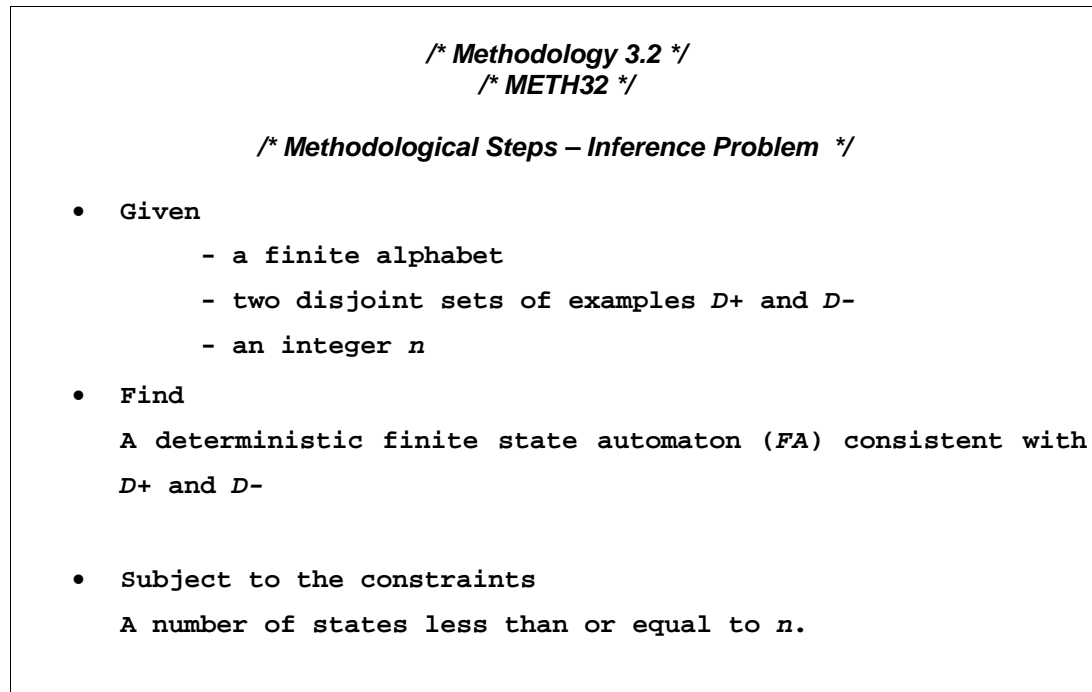 /* Methodology 3.2 */
/* METH32 */
/* Methodological Steps – Inference Problem */
• Given
- a finite alphabet
- two disjoint sets of examples D+ and D-
- an integer n
• Find
A deterministic finite state automaton (FA) consistent with
D+ and D-
• Subject to the constraints
A number of states less than or equal to n.